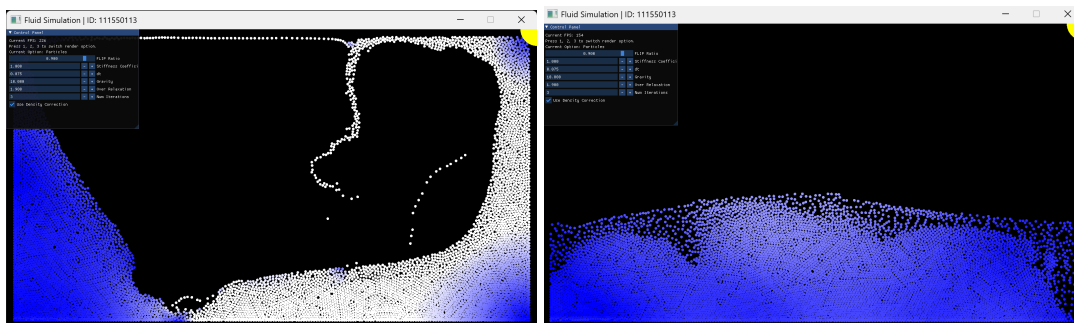 Fluid Simulation | ID: 111550113
Control Panel
Current FPS: 226
Press 1, 2, 3 to switch render option.
Current Option: Particles
0.900 FLIP Ratio
1.000 - + Stiffness Coeffici
0.075 - + dt
10.000 - + Gravity
1.900 - + Over Relaxation
3 - + Num Iterations
Use Density Correction
Fluid Simulation | ID: 111550113
Control Panel
Current FPS: 254
Press 1, 2, 3 to switch render option.
Current Option: Particles
0.900 FLIP Ratio
1.000 - + Stiffness Coeffici
0.075 - + dt
10.000 - + Gravity
1.900 - + Over Relaxation
- + Num Iterations
Use Density Correction